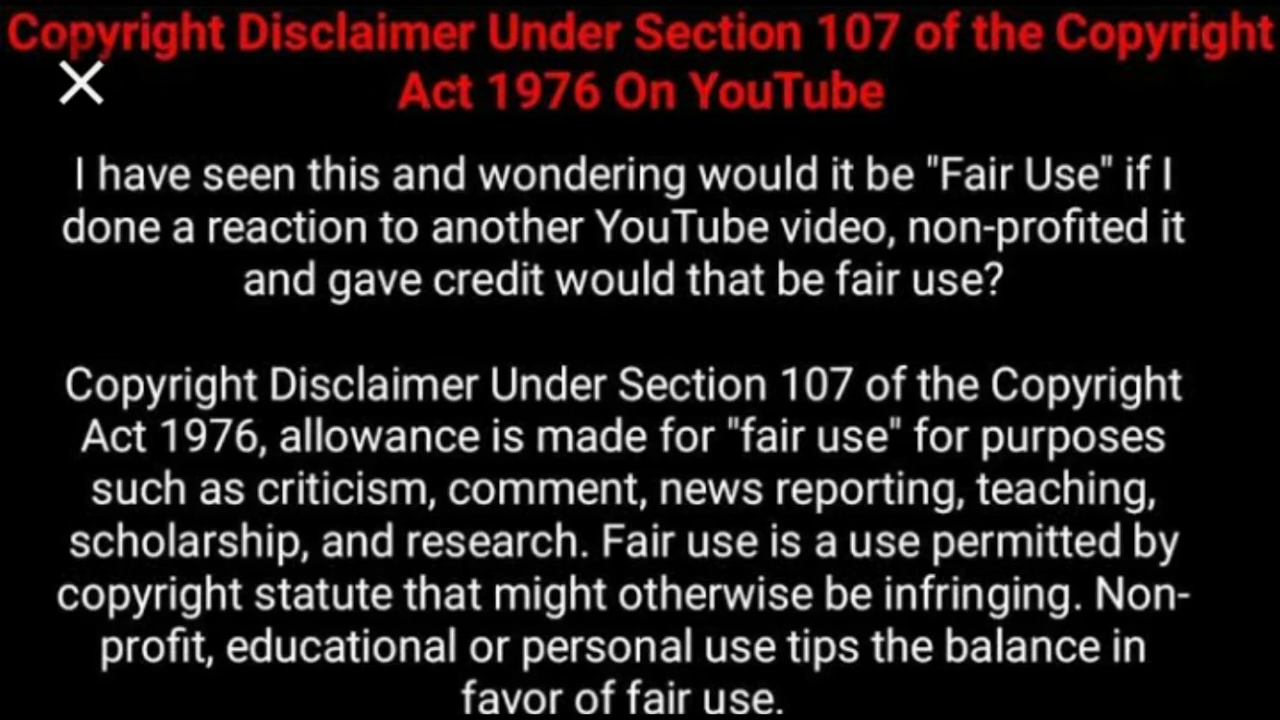 Copyright Disclaimer Under Section 107 of the Copyright
Act 1976 On YouTube
I have seen this and wondering would it be "Fair Use" if I
done a reaction to another YouTube video, non-profited it
and gave credit would that be fair use?
Copyright Disclaimer Under Section 107 of the Copyright
Act 1976, allowance is made for "fair use" for purposes
such as criticism, comment, news reporting, teaching,
scholarship, and research. Fair use is a use permitted by
copyright statute that might otherwise be infringing. Non-
profit, educational or personal use tips the balance in
favor of fair use.